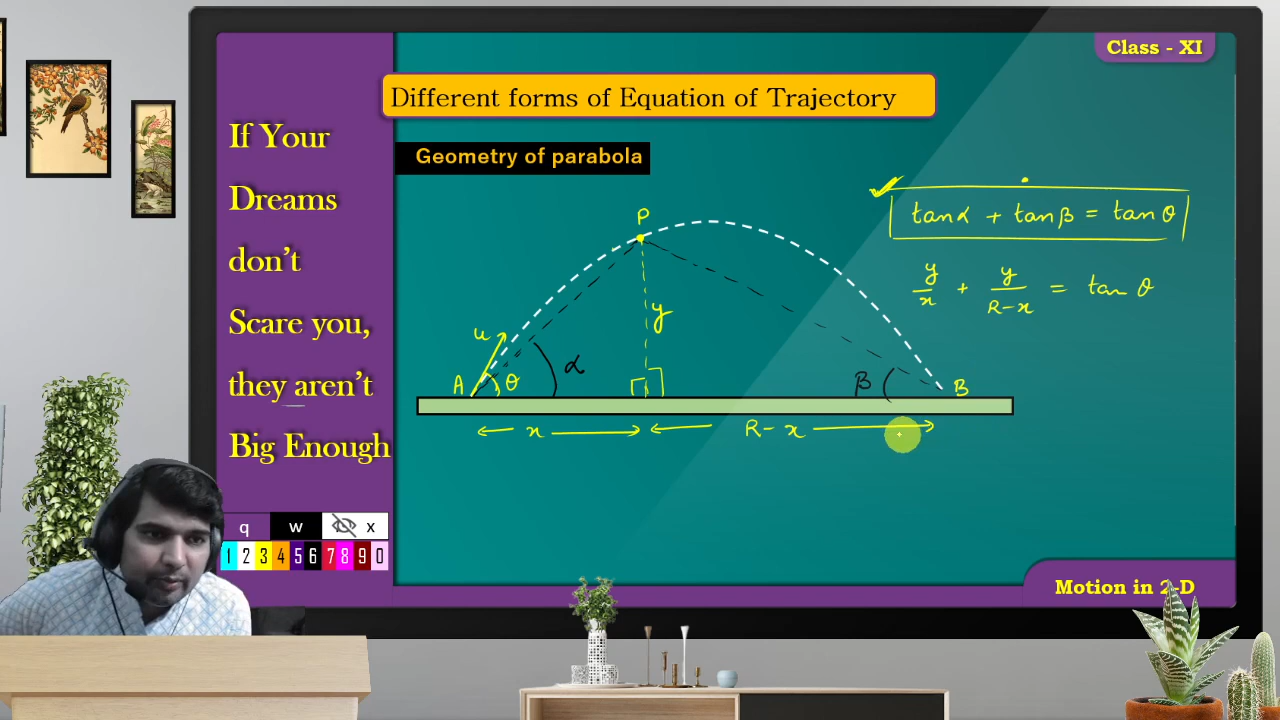 Class - XI
Different forms of Equation of Trajectory
Geometry of parabola
If Your
Dreams
don't
Scare you,
they aren't
Big Enough
tanα + tanβ = tanθ
y/x + y/R-x = tan θ
P
y
u
A
θ
α
β
B
x
R-x
q w x
1 2 3 4 5 6 7 8 9 0
Motion in 2-D